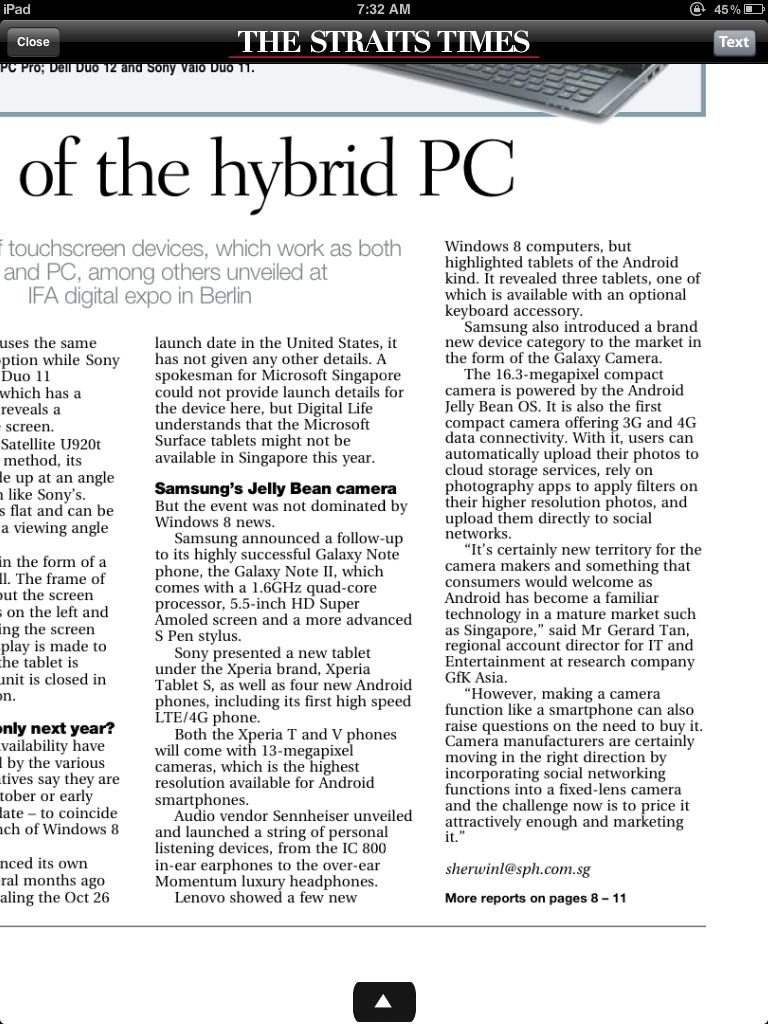 iPad
7:32 AM
45%
Close
THE STRAITS TIMES
Text
PC Pro; Dell Duo 12 and Sony Vaio Duo 11.
of the hybrid PC
f touchscreen devices, which work as both
and PC, among others unveiled at
IFA digital expo in Berlin
uses the same
ption while Sony
Duo 11
which has a
reveals a
screen.
Satellite U920t
method, its
de up at an angle
n like Sony's.
s flat and can be
a viewing angle
in the form of a
ll. The frame of
out the screen
s on the left and
ing the screen
splay is made to
the tablet is
unit is closed in
on.
only next year?
vailability have
d by the various
atives say they are
tober or early
date – to coincide
nch of Windows 8
nced its own
eral months ago
aling the Oct 26
launch date in the United States, it
has not given any other details. A
spokesman for Microsoft Singapore
could not provide launch details for
the device here, but Digital Life
understands that the Microsoft
Surface tablets might not be
available in Singapore this year.
Samsung's Jelly Bean camera
But the event was not dominated by
Windows 8 news.
Samsung announced a follow-up
to its highly successful Galaxy Note
phone, the Galaxy Note II, which
comes with a 1.6GHz quad-core
processor, 5.5-inch HD Super
Amoled screen and a more advanced
S Pen stylus.
Sony presented a new tablet
under the Xperia brand, Xperia
Tablet S, as well as four new Android
phones, including its first high speed
LTE/4G phone.
Both the Xperia T and V phones
will come with 13-megapixel
cameras, which is the highest
resolution available for Android
smartphones.
Audio vendor Sennheiser unveiled
and launched a string of personal
listening devices, from the IC 800
in-ear earphones to the over-ear
Momentum luxury headphones.
Lenovo showed a few new
Windows 8 computers, but
highlighted tablets of the Android
kind. It revealed three tablets, one of
which is available with an optional
keyboard accessory.
Samsung also introduced a brand
new device category to the market in
the form of the Galaxy Camera.
The 16.3-megapixel compact
camera is powered by the Android
Jelly Bean OS. It is also the first
compact camera offering 3G and 4G
data connectivity. With it, users can
automatically upload their photos to
cloud storage services, rely on
photography apps to apply filters on
their higher resolution photos, and
upload them directly to social
networks.
“It's certainly new territory for the
camera makers and something that
consumers would welcome as
Android has become a familiar
technology in a mature market such
as Singapore,” said Mr Gerard Tan,
regional account director for IT and
Entertainment at research company
GfK Asia.
“However, making a camera
function like a smartphone can also
raise questions on the need to buy it.
Camera manufacturers are certainly
moving in the right direction by
incorporating social networking
functions into a fixed-lens camera
and the challenge now is to price it
attractively enough and marketing
it.”
sherwinl@sph.com.sg
More reports on pages 8 – 11